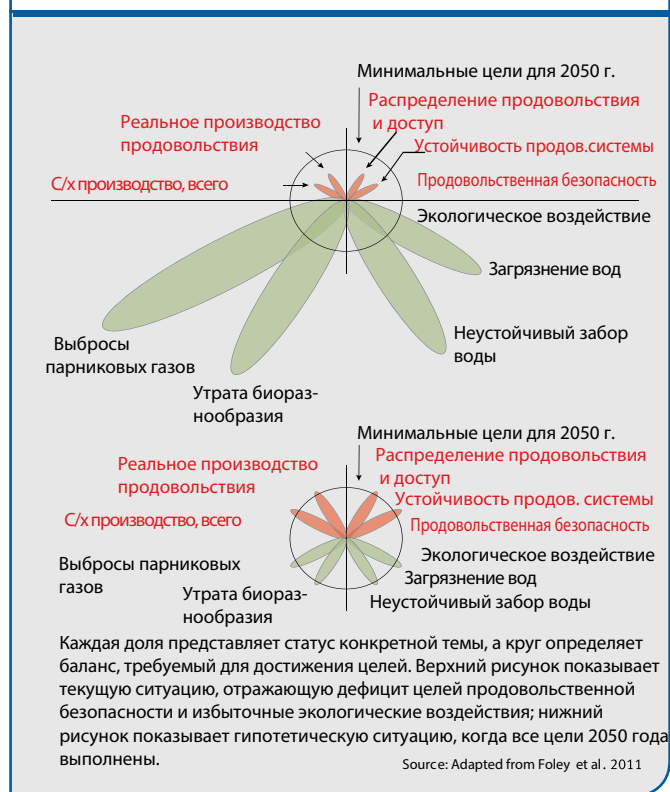 Минимальные цели для 2050 г.
Распределение продовольствия
и доступ
Реальное производство
продовольствия
Устойчивость продов.системы
С/х производство, всего
Продовольственная безопасность
Экологическое воздействие
Загрязнение вод
Неустойчивый забор
воды
Выбросы
парниковых газов
Утрата биораз-
нообразия
Минимальные цели для 2050 г.
Распределение продовольствия
и доступ
Реальное производство
продовольствия
Устойчивость продов. системы
С/х производство, всего
Продовольственная безопасность
Экологическое воздействие
Выбросы парниковых
газов
Загрязнение вод
Утрата биораз-
нообразия
Неустойчивый забор воды
Каждая доля представляет статус конкретной темы, а круг определяет
баланс, требуемый для достижения целей. Верхний рисунок показывает
текущую ситуацию, отражающую дефицит целей продовольственной
безопасности и избыточные экологические воздействия; нижний
рисунок показывает гипотетическую ситуацию, когда все цели 2050 года
выполнены.
Source: Adapted from Foley et al. 2011